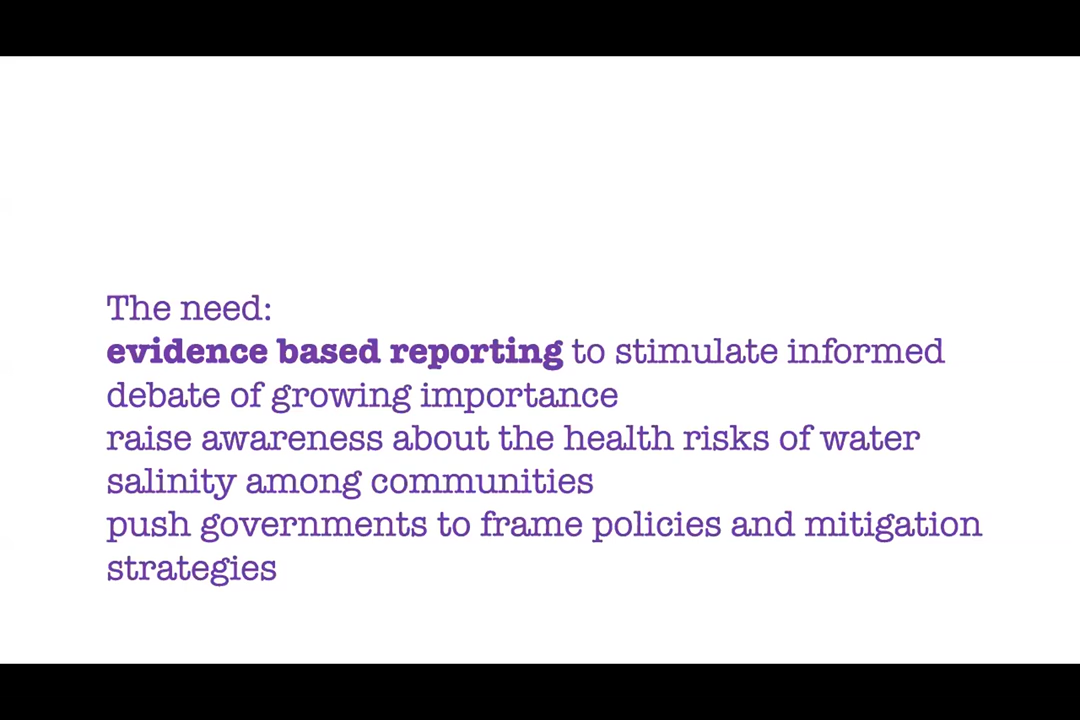 The need:
evidence based reporting to stimulate informed
debate of growing importance
raise awareness about the health risks of water
salinity among communities
push governments to frame policies and mitigation
strategies